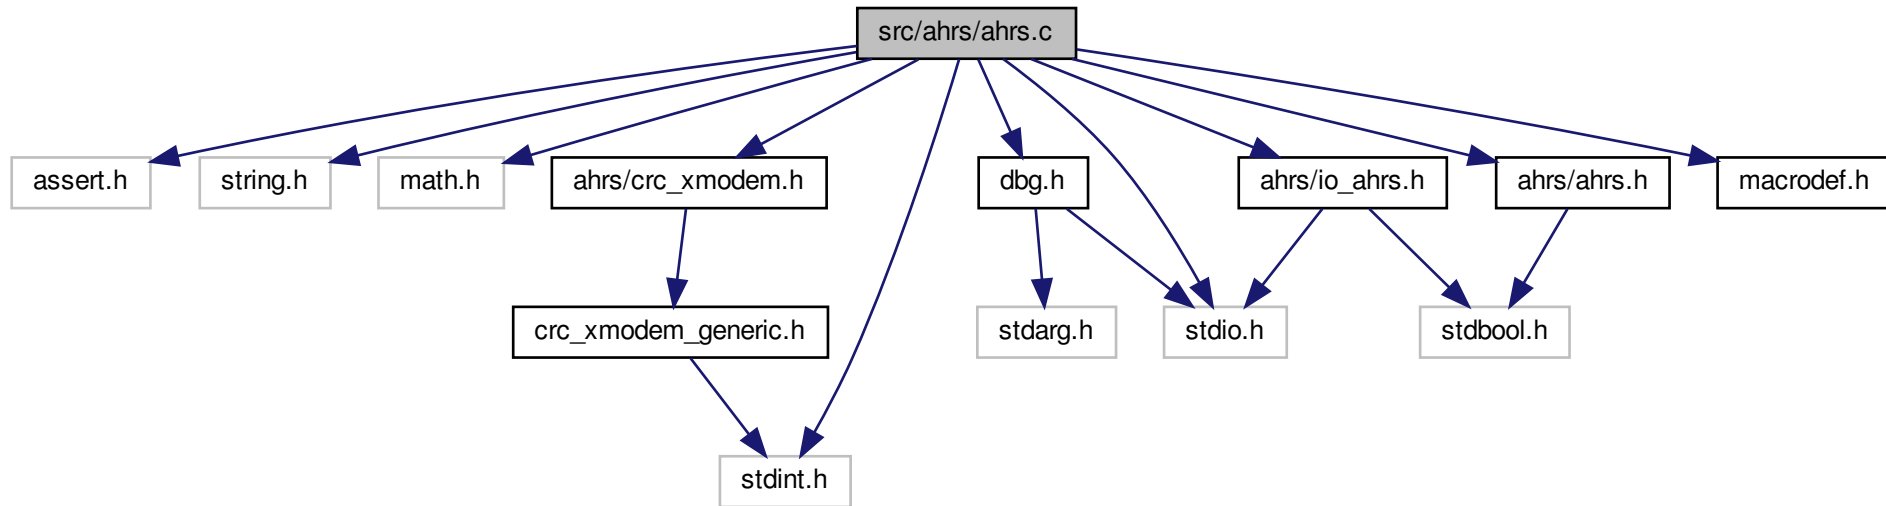 src/ahrs/ahrs.c
assert.h
string.h
math.h
ahrs/crc_xmodem.h
dbg.h
ahrs/io_ahrs.h
ahrs/ahrs.h
macrodef.h
crc_xmodem_generic.h
stdarg.h
stdio.h
stdbool.h
stdint.h